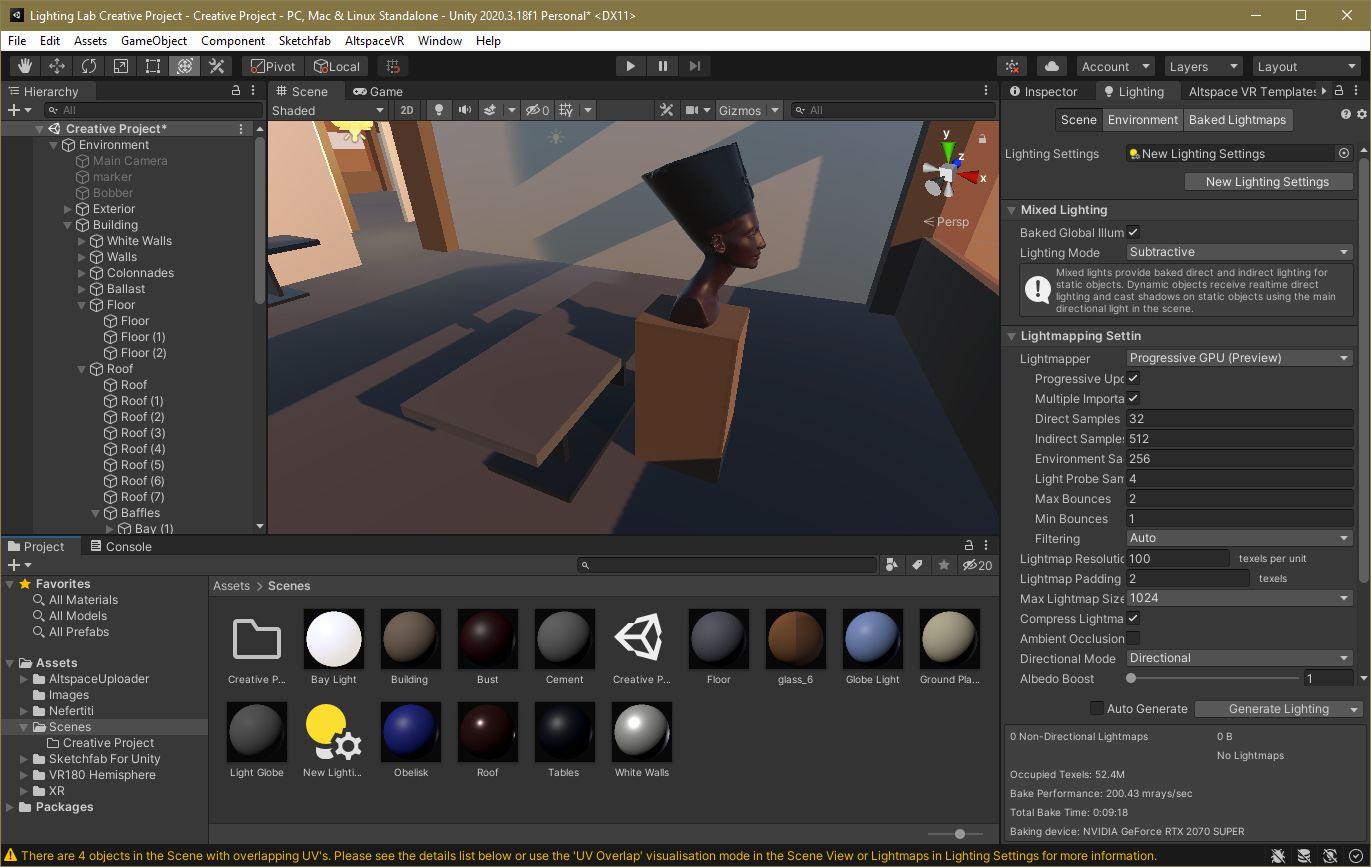 Lighting Lab Creative Project - Creative Project - PC, Mac & Linux Standalone - Unity 2020.3.18f1 Personal* <DX11>
File Edit Assets GameObject Component Sketchfab AltspaceVR Window Help
Pivot Local Account Layers Layout
Hierarchy
All
Creative Project*
Environment
Main Camera
marker
Bobber
Exterior
Building
White Walls
Walls
Colonnades
Ballast
Floor
Floor
Floor (1)
Floor (2)
Roof
Roof
Roof (1)
Roof (2)
Roof (3)
Roof (4)
Roof (5)
Roof (6)
Roof (7)
Baffles
Bay (1)
Scene Game
Shaded 2D 0 Gizmos All
y
z
x
Persp
Inspector Lighting Altspace VR Templates
Scene Environment Baked Lightmaps
Lighting Settings New Lighting Settings
New Lighting Settings
Mixed Lighting
Baked Global Illum
Lighting Mode Subtractive
Mixed lights provide baked direct and indirect lighting for
static objects. Dynamic objects receive realtime direct
lighting and cast shadows on static objects using the main
directional light in the scene.
Lightmapping Settin
Lightmapper Progressive GPU (Preview)
Progressive Upd
Multiple Importa
Direct Samples 32
Indirect Samples 512
Environment Sa 256
Light Probe Sam 4
Max Bounces 2
Min Bounces 1
Filtering Auto
Lightmap Resolutic 100 texels per unit
Lightmap Padding 2 texels
Max Lightmap Size 1024
Compress Lightma
Ambient Occlusion
Directional Mode Directional
Albedo Boost 1
Auto Generate Generate Lighting
0 Non-Directional Lightmaps 0 B
No Lightmaps
Occupied Texels: 52.4M
Bake Performance: 200.43 mrays/sec
Total Bake Time: 0:09:18
Baking device: NVIDIA GeForce RTX 2070 SUPER
Project Console
20
Favorites
All Materials
All Models
All Prefabs
Assets
AltspaceUploader
Images
Nefertiti
Scenes
Creative Project
Sketchfab For Unity
VR180 Hemisphere
XR
Packages
Assets > Scenes
Creative P... Bay Light Building Bust Cement Creative P... Floor glass_6 Globe Light Ground Pla...
Light Globe New Lighti... Obelisk Roof Tables White Walls
There are 4 objects in the Scene with overlapping UV's. Please see the details list below or use the 'UV Overlap' visualisation mode in the Scene View or Lightmaps in Lighting Settings for more information.